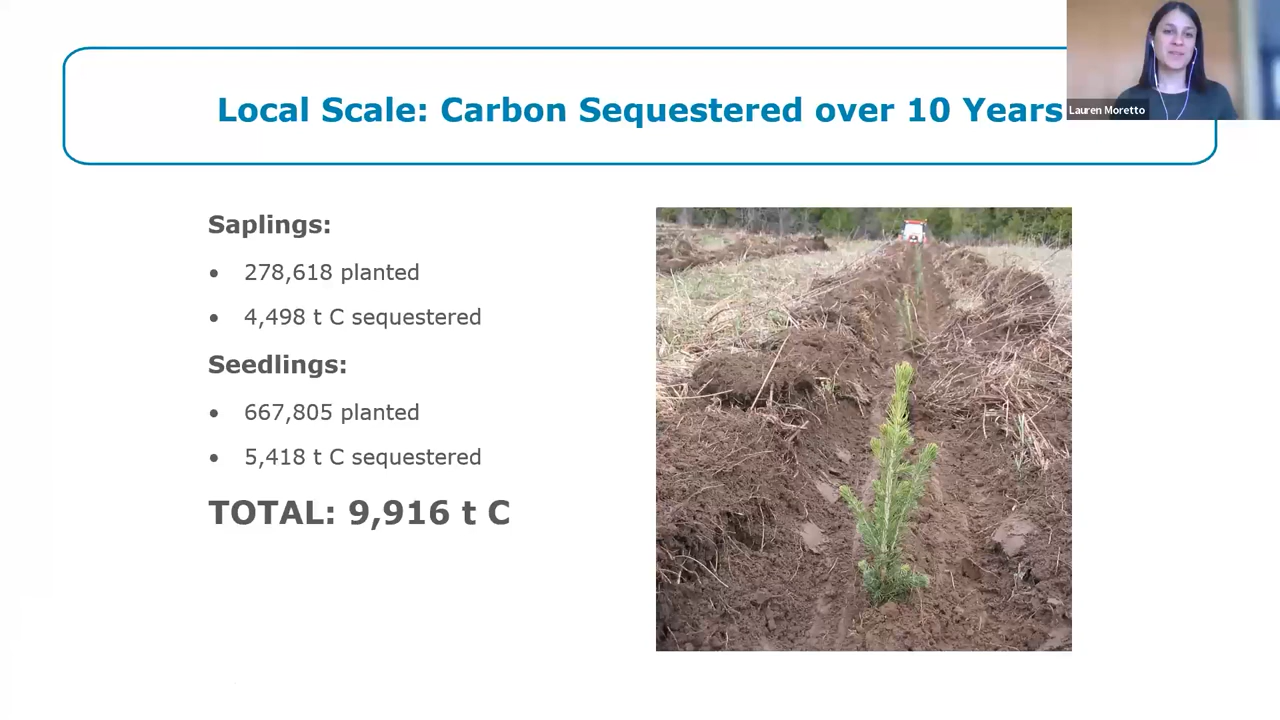 Local Scale: Carbon Sequestered over 10 Years
Lauren Moretto
Saplings:
• 278,618 planted
• 4,498 t C sequestered
Seedlings:
• 667,805 planted
• 5,418 t C sequestered
TOTAL: 9,916 t C